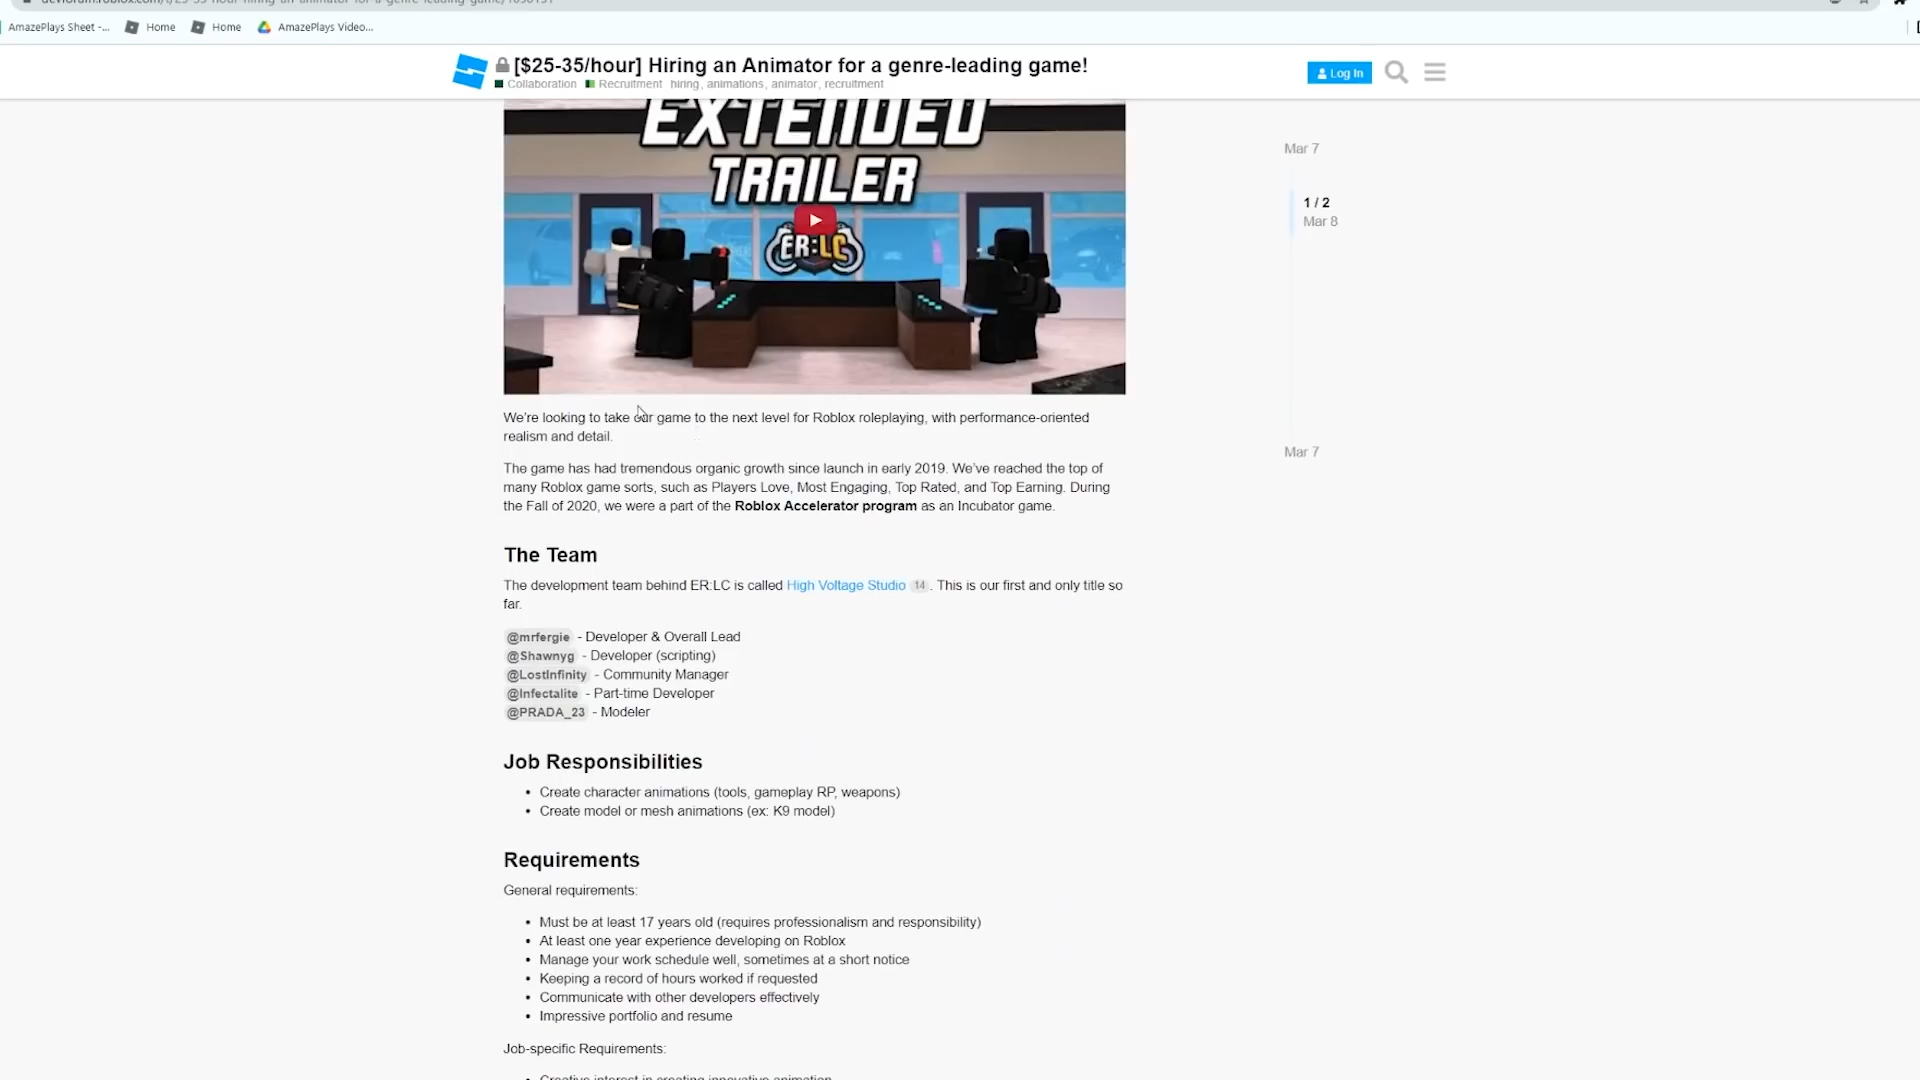 AmazePlays Sheet -...
Home
Home
AmazePlays Video...
[$25-35/hour] Hiring an Animator for a genre-leading game!
Collaboration Recruitment hiring, animations, animator, recruitment
Log In
EXTENDED
TRAILER
ER:LC
Mar 7
1 / 2
Mar 8
Mar 7
We're looking to take our game to the next level for Roblox roleplaying, with performance-oriented
realism and detail.
The game has had tremendous organic growth since launch in early 2019. We've reached the top of
many Roblox game sorts, such as Players Love, Most Engaging, Top Rated, and Top Earning. During
the Fall of 2020, we were a part of the Roblox Accelerator program as an Incubator game.
The Team
The development team behind ER:LC is called High Voltage Studio 14 . This is our first and only title so
far.
@mrfergie - Developer & Overall Lead
@Shawnyg - Developer (scripting)
@LostInfinity - Community Manager
@Infectalite - Part-time Developer
@PRADA_23 - Modeler
Job Responsibilities
• Create character animations (tools, gameplay RP, weapons)
• Create model or mesh animations (ex: K9 model)
Requirements
General requirements:
• Must be at least 17 years old (requires professionalism and responsibility)
• At least one year experience developing on Roblox
• Manage your work schedule well, sometimes at a short notice
• Keeping a record of hours worked if requested
• Communicate with other developers effectively
• Impressive portfolio and resume
Job-specific Requirements:
• Creative interest in creating innovative animation